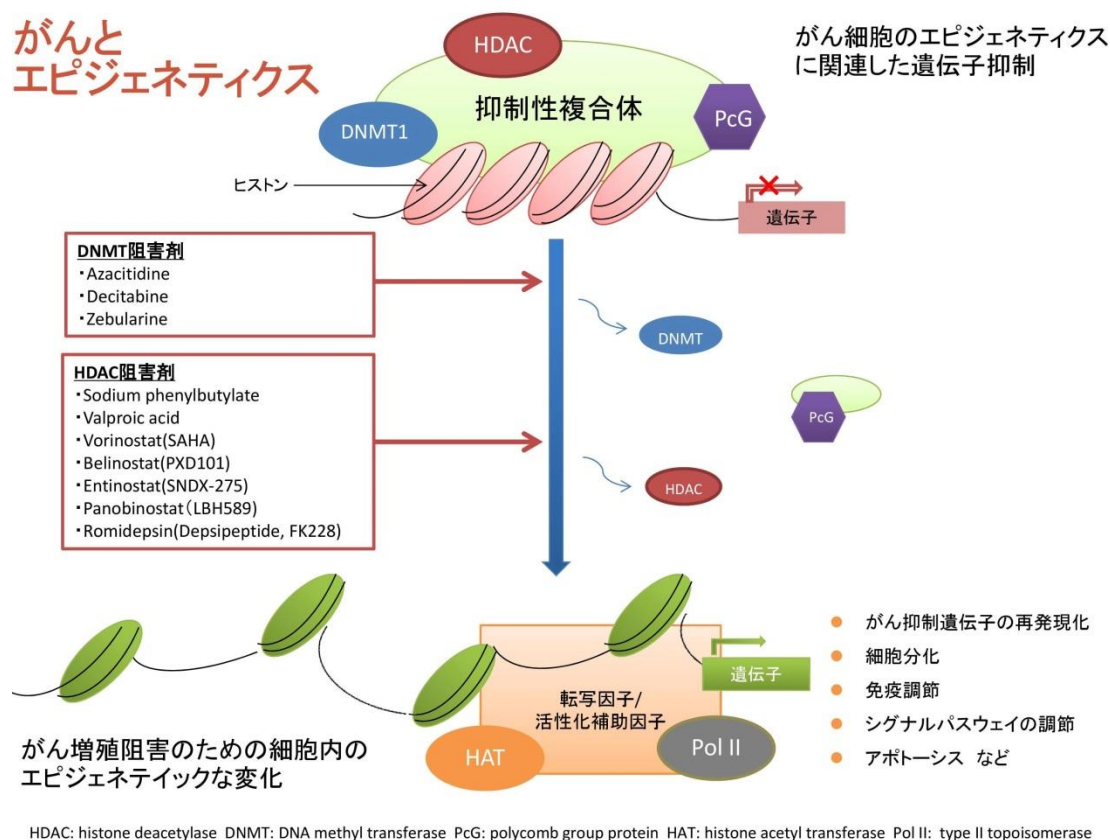 がんと
エピジェネティクス
がん細胞のエピジェネティクス
に関連した遺伝子抑制
HDAC
抑制性複合体
DNMT1
PcG
ヒストン
遺伝子
DNMT阻害剤
・Azacitidine
・Decitabine
・Zebularine
DNMT
HDAC阻害剤
・Sodium phenylbutylate
・Valproic acid
・Vorinostat(SAHA)
・Belinostat(PXD101)
・Entinostat(SNDX-275)
・Panobinostat(LBH589)
・Romidepsin(Depsipeptide, FK228)
PcG
HDAC
遺伝子
転写因子/
活性化補助因子
HAT
Pol II
● がん抑制遺伝子の再発現化
● 細胞分化
● 免疫調節
● シグナルパスウェイの調節
● アポトーシス など
がん増殖阻害のための細胞内の
エピジェネテイックな変化
HDAC: histone deacetylase DNMT: DNA methyl transferase PcG: polycomb group protein HAT: histone acetyl transferase Pol II: type II topoisomerase